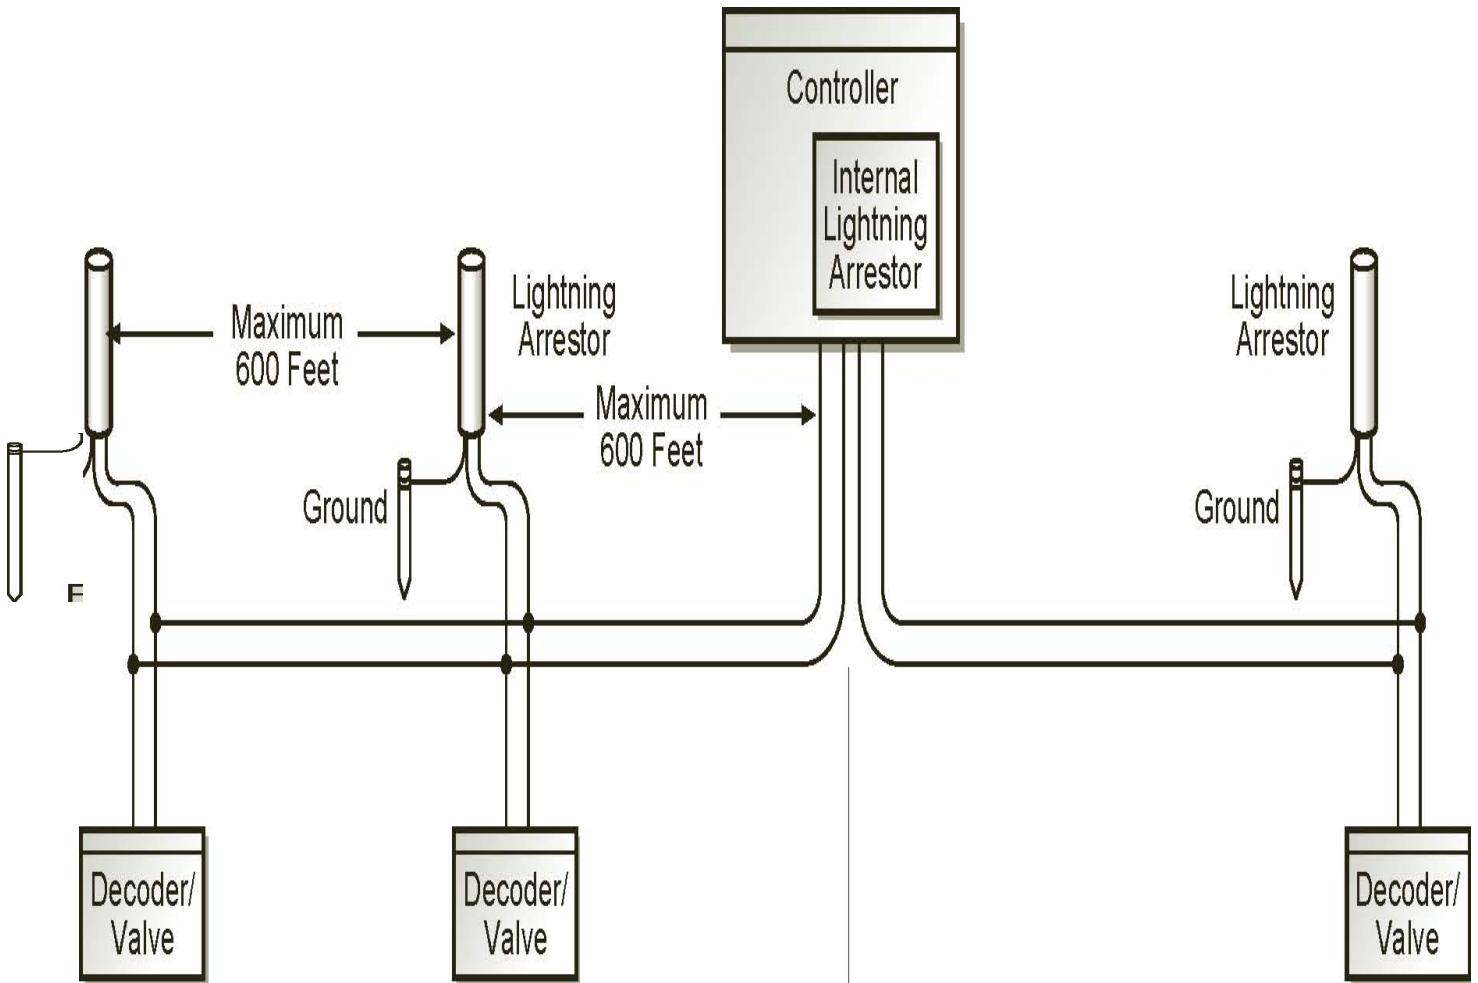 Controller
Internal
Lightning
Arrestor
Maximum
600 Feet
Lightning
Arrestor
Maximum
600 Feet
Lightning
Arrestor
Ground
Ground
F
Decoder/
Valve
Decoder/
Valve
Decoder/
Valve